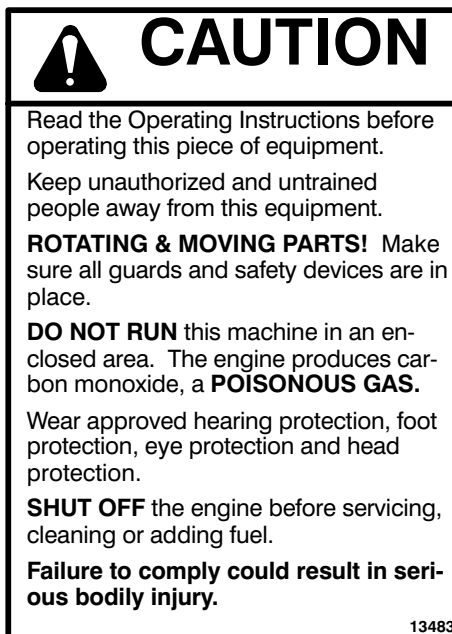 CAUTION
Read the Operating Instructions before
operating this piece of equipment.
Keep unauthorized and untrained
people away from this equipment.
ROTATING & MOVING PARTS!  Make
sure all guards and safety devices are in
place.
DO NOT RUN this machine in an en-
closed area.  The engine produces car-
bon monoxide, a POISONOUS GAS.
Wear approved hearing protection, foot
protection, eye protection and head
protection.
SHUT OFF the engine before servicing,
cleaning or adding fuel.
Failure to comply could result in seri-
ous bodily injury.
13483